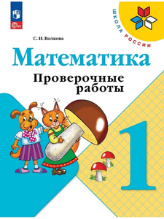 ШКОЛА РОССИИ
С. И. Волкова
Математика
Проверочные
работы
1